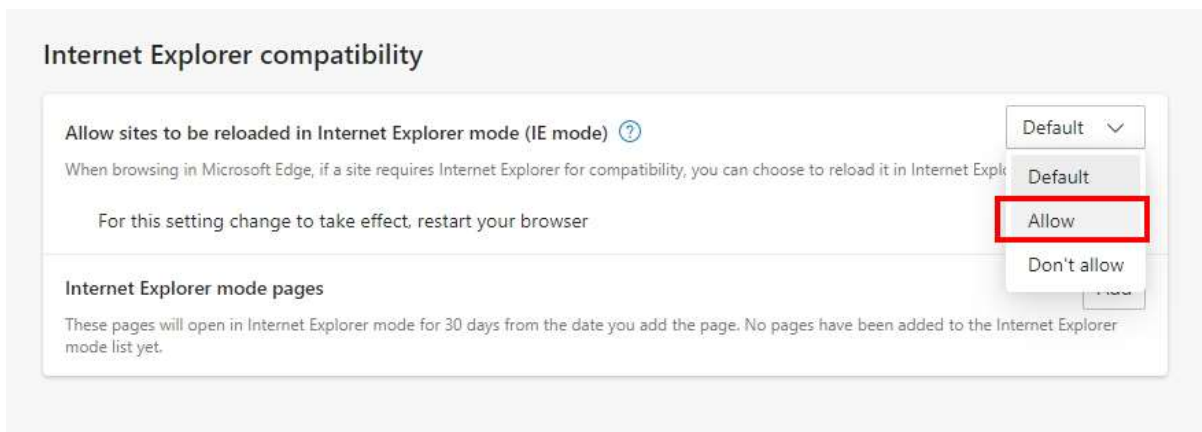 Internet Explorer compatibility
Allow sites to be reloaded in Internet Explorer mode (IE mode) ?
Default
When browsing in Microsoft Edge, if a site requires Internet Explorer for compatibility, you can choose to reload it in Internet
Default
For this setting change to take effect, restart your browser
Allow
Don't allow
Internet Explorer mode pages
These pages will open in Internet Explorer mode for 30 days from the date you add the page. No pages have been added to the Internet Explorer
mode list yet.